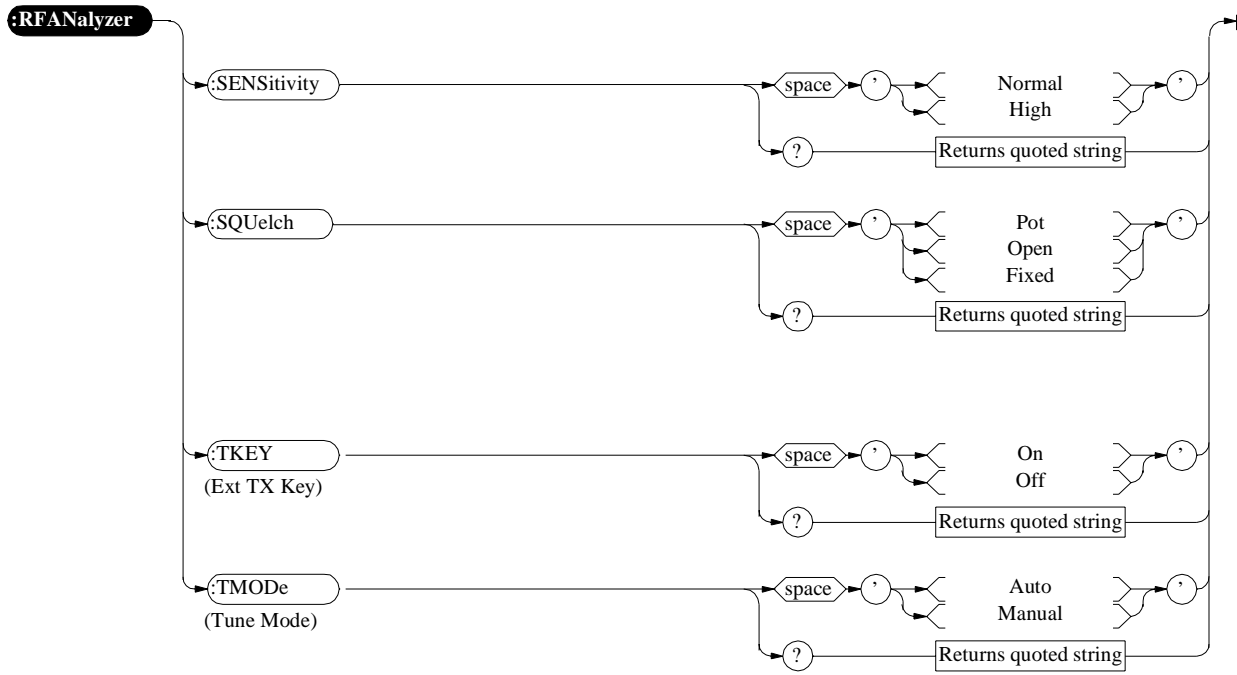 :RFANalyzer
:SENSitivity space ' Normal '
High
? Returns quoted string
:SQUelch space ' Pot '
Open
Fixed
? Returns quoted string
:TKEY space ' On '
(Ext TX Key) Off
? Returns quoted string
:TMODe space ' Auto '
(Tune Mode) Manual
? Returns quoted string